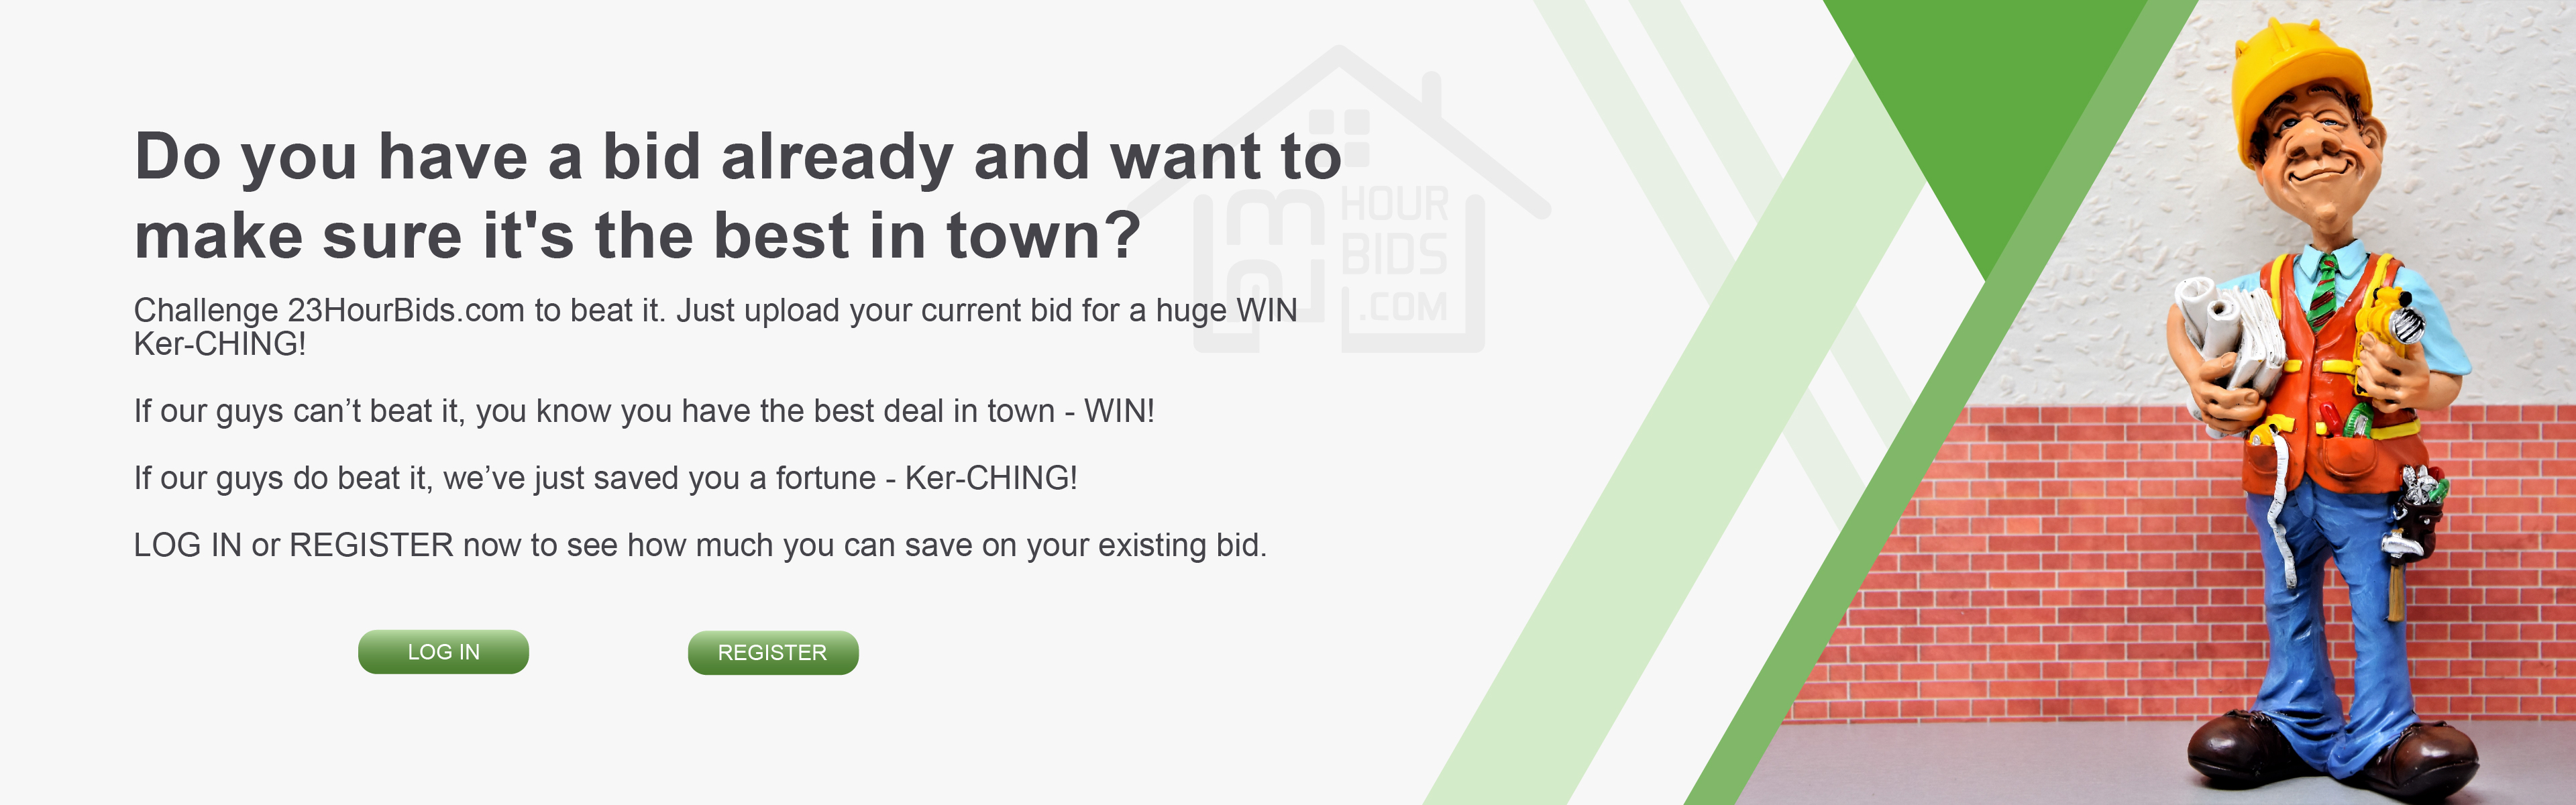 Do you have a bid already and want to
make sure it's the best in town?
23
HOUR
BIDS
.COM
Challenge 23HourBids.com to beat it. Just upload your current bid for a huge WIN
Ker-CHING!
If our guys can’t beat it, you know you have the best deal in town - WIN!
If our guys do beat it, we’ve just saved you a fortune - Ker-CHING!
LOG IN or REGISTER now to see how much you can save on your existing bid.
LOG IN
REGISTER